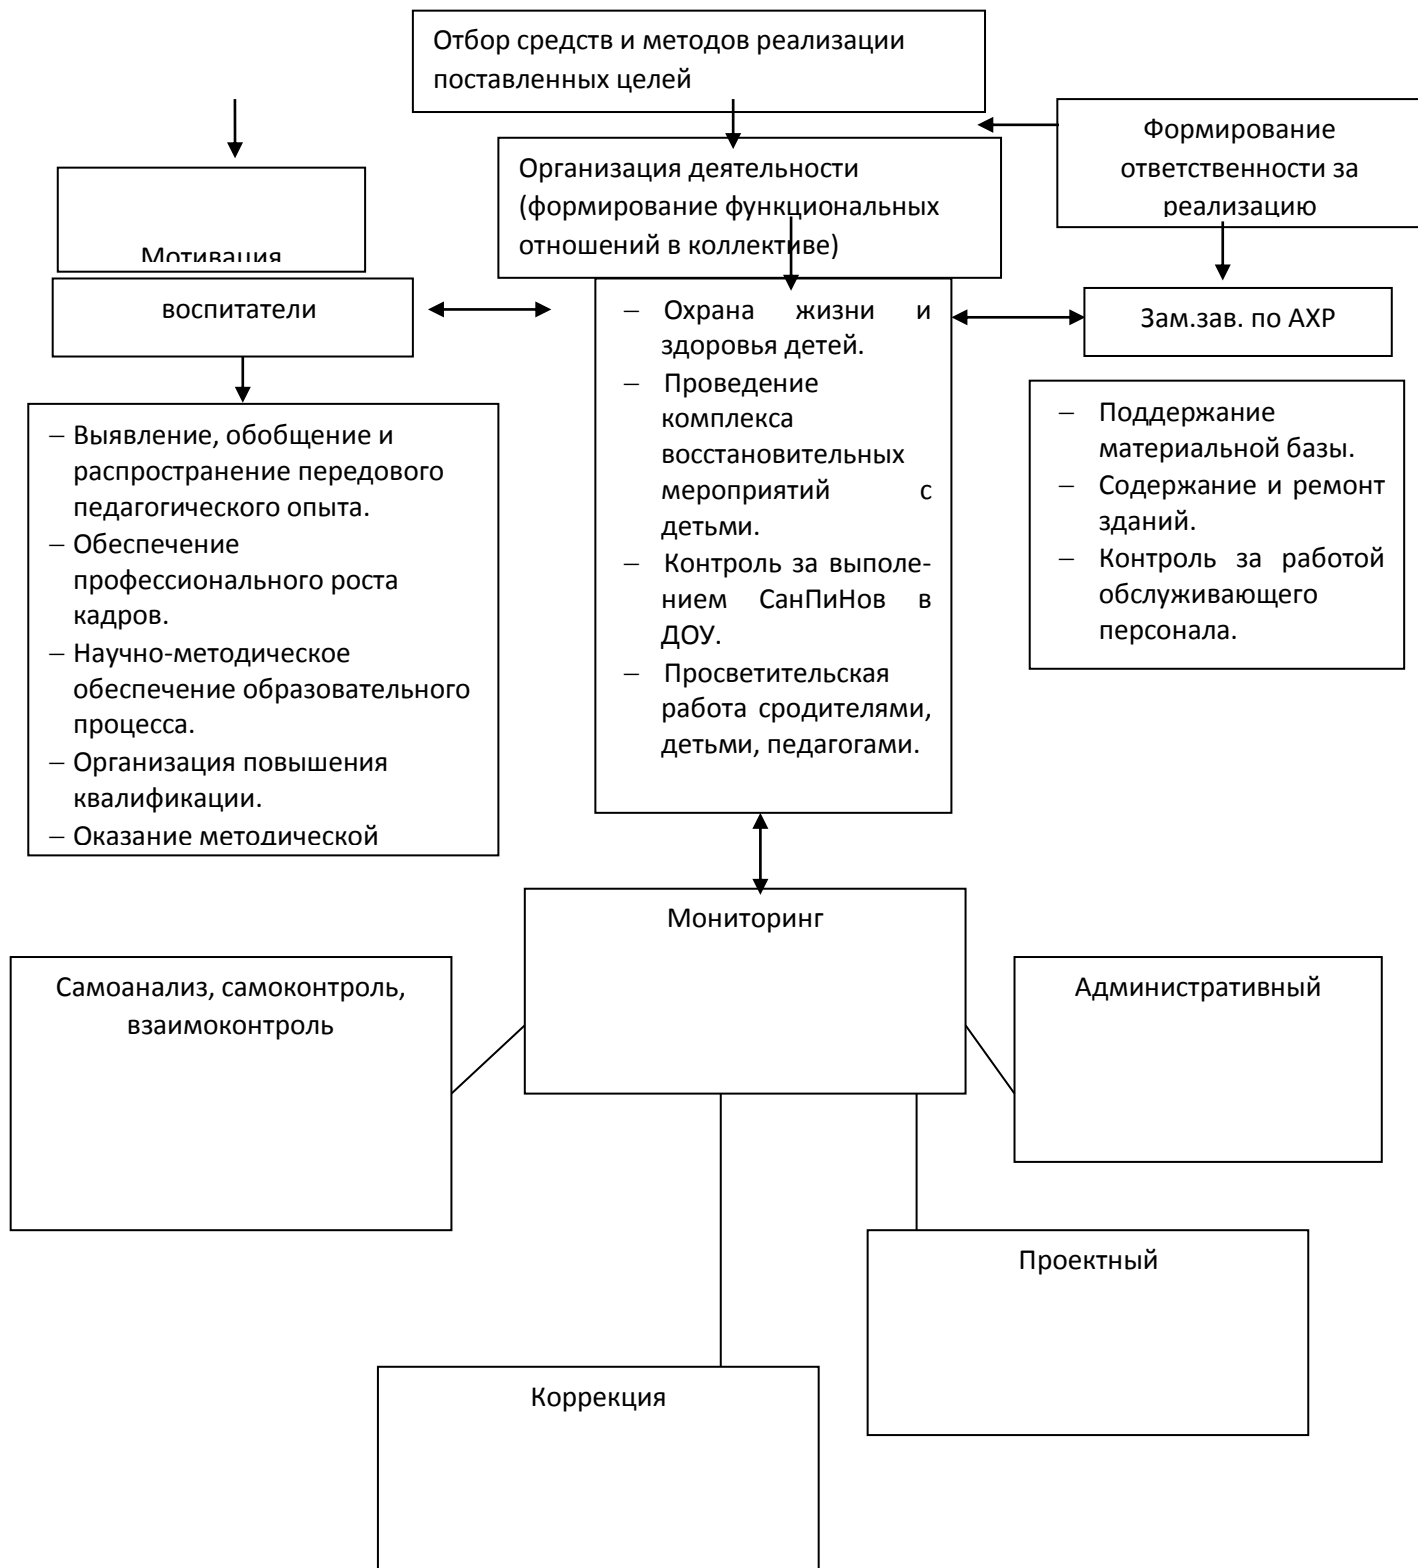 Отбор средств и методов реализации
поставленных целей
Формирование
ответственности за
реализацию
Организация деятельности
(формирование функциональных
отношений в коллективе)
Мотивация
воспитатели
– Охрана жизни и
здоровья детей.
– Проведение
комплекса
восстановительных
мероприятий с
детьми.
– Контроль за выполе-
нием СанПиНов в
ДОУ.
– Просветительская
работа сродителями,
детьми, педагогами.
Зам.зав. по АХР
– Выявление, обобщение и
распространение передового
педагогического опыта.
– Обеспечение
профессионального роста
кадров.
– Научно-методическое
обеспечение образовательного
процесса.
– Организация повышения
квалификации.
– Оказание методической
– Поддержание
материальной базы.
– Содержание и ремонт
зданий.
– Контроль за работой
обслуживающего
персонала.
Мониторинг
Самоанализ, самоконтроль,
взаимоконтроль
Административный
Проектный
Коррекция